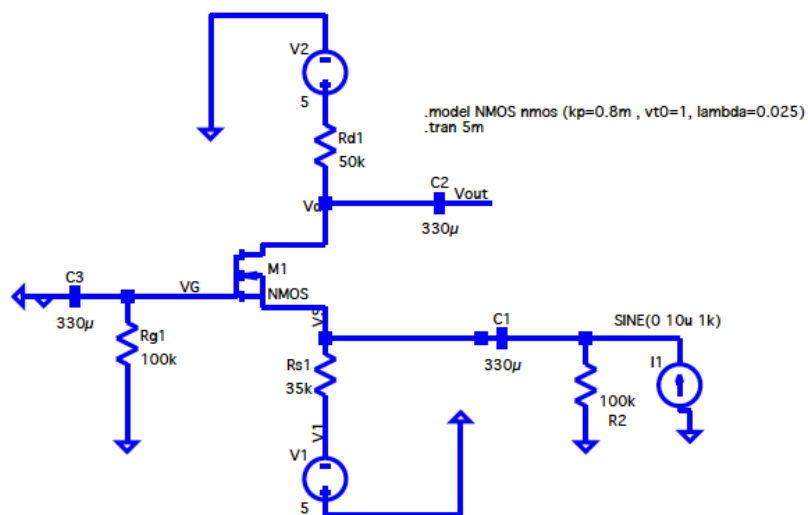 V2
5
.model NMOS nmos (kp=0.8m , vt0=1, lambda=0.025)
.tran 5m
Rd1
50k
C2
Vout
Vd
330µ
M1
C3
VG
NMOS
330µ
Rg1
100k
VS
C1
SINE(0 10u 1k)
330µ
I1
Rs1
35k
100k
R2
V1
V1
5